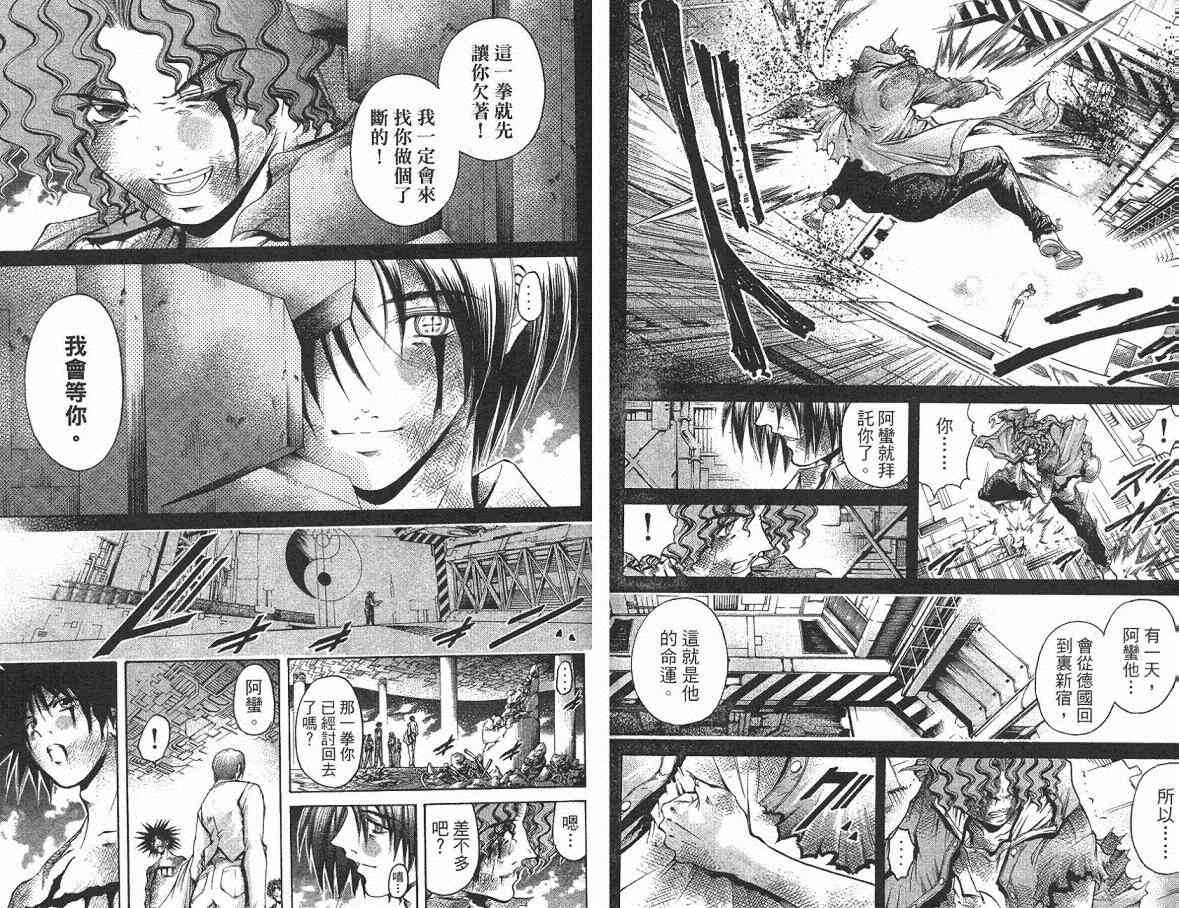 ！
你……
阿蠻就拜
託你了。
！
有一天，
阿蠻他…
會從德國回
到裏新宿，
這就是他
的命運。
所以……
……
這一拳就先
讓你欠著！
我一定會來
找你做個了
斷的！
……
我會等你。
……
那一拳你
已經討回去
了嗎？
阿蠻。
！
嗯。
差不多
吧？
嘻…